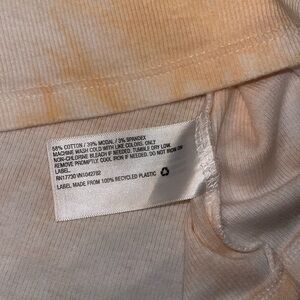 58% COTTON / 39% MODAL / 3% SPANDEX
MACHINE WASH COLD WITH LIKE COLORS. ONLY
NON-CHLORINE BLEACH IF NEEDED. TUMBLE DRY LOW.
REMOVE PROMPTLY. COOL IRON IF NEEDED. DO NOT IRON ON
LABEL.
RN17730 VN1042702
LABEL MADE FROM 100% RECYCLED PLASTIC